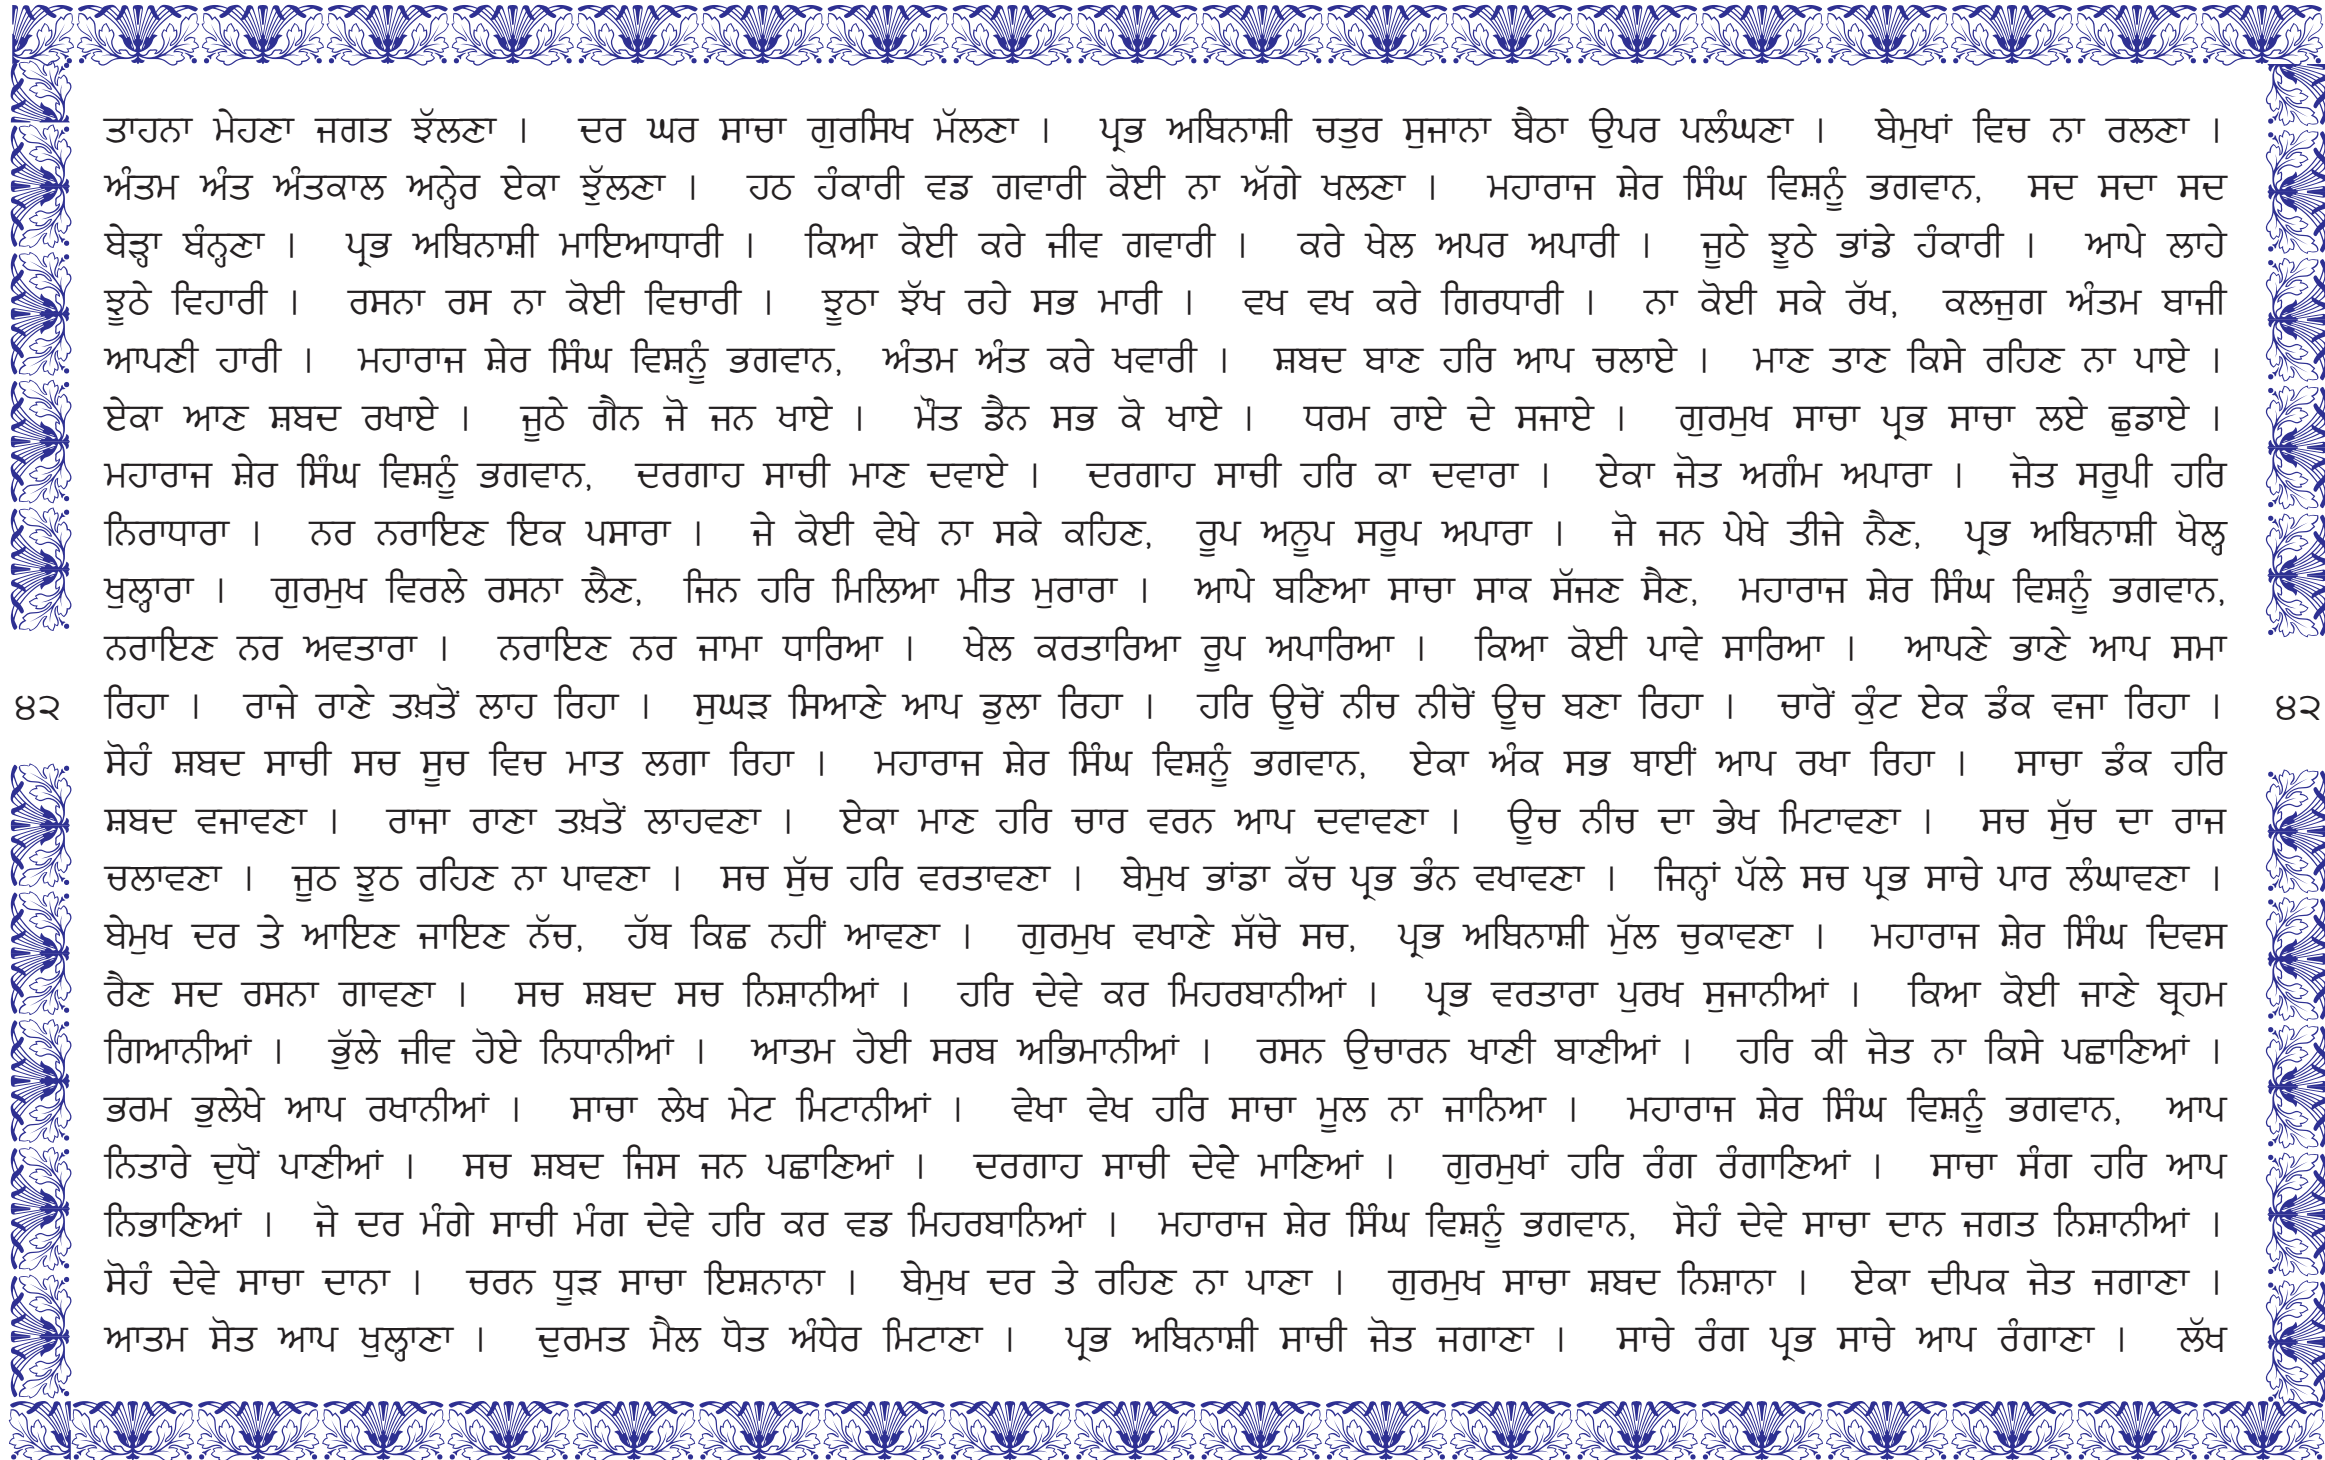 ਤਾਹਨਾ ਮੇਹਣਾ ਜਗਤ ਝੱਲਣਾ । ਦਰ ਘਰ ਸਾਚਾ ਗੁਰਸਿਖ ਮੱਲਣਾ । ਪ੍ਰਭ ਅਬਿਨਾਸ਼ੀ ਚਤੁਰ ਸੁਜਾਨਾ ਬੈਠਾ ਉਪਰ ਪਲੰਘਣਾ । ਬੇਮੁਖਾਂ ਵਿਚ ਨਾ ਰਲਣਾ ।
ਅੰਤਮ ਅੰਤ ਅੰਤਕਾਲ ਅਨ੍ਹੇਰ ਏਕਾ ਝੁੱਲਣਾ । ਹਠ ਹੰਕਾਰੀ ਵਡ ਗਵਾਰੀ ਕੋਈ ਨਾ ਅੱਗੇ ਖਲਣਾ । ਮਹਾਰਾਜ ਸ਼ੇਰ ਸਿੰਘ ਵਿਸ਼ਨੂੰ ਭਗਵਾਨ, ਸਦ ਸਦਾ ਸਦ
ਬੇੜ੍ਹਾ ਬੰਨ੍ਹਣਾ । ਪ੍ਰਭ ਅਬਿਨਾਸ਼ੀ ਮਾਇਆਧਾਰੀ । ਕਿਆ ਕੋਈ ਕਰੇ ਜੀਵ ਗਵਾਰੀ । ਕਰੇ ਖੇਲ ਅਪਰ ਅਪਾਰੀ । ਜੂਠੇ ਝੂਠੇ ਭਾਂਡੇ ਹੰਕਾਰੀ । ਆਪੇ ਲਾਹੇ
ਝੂਠੇ ਵਿਹਾਰੀ । ਰਸਨਾ ਰਸ ਨਾ ਕੋਈ ਵਿਚਾਰੀ । ਝੂਠਾ ਝੱਖ ਰਹੇ ਸਭ ਮਾਰੀ । ਵਖ ਵਖ ਕਰੇ ਗਿਰਧਾਰੀ । ਨਾ ਕੋਈ ਸਕੇ ਰੱਖ, ਕਲਜੁਗ ਅੰਤਮ ਬਾਜੀ
ਆਪਣੀ ਹਾਰੀ । ਮਹਾਰਾਜ ਸ਼ੇਰ ਸਿੰਘ ਵਿਸ਼ਨੂੰ ਭਗਵਾਨ, ਅੰਤਮ ਅੰਤ ਕਰੇ ਖਵਾਰੀ । ਸ਼ਬਦ ਬਾਣ ਹਰਿ ਆਪ ਚਲਾਏ । ਮਾਣ ਤਾਣ ਕਿਸੇ ਰਹਿਣ ਨਾ ਪਾਏ ।
ਏਕਾ ਆਣ ਸ਼ਬਦ ਰਖਾਏ । ਜੂਠੇ ਗੈਨ ਜੋ ਜਨ ਖਾਏ । ਮੌਤ ਡੈਨ ਸਭ ਕੋ ਖਾਏ । ਧਰਮ ਰਾਏ ਦੇ ਸਜਾਏ । ਗੁਰਮੁਖ ਸਾਚਾ ਪ੍ਰਭ ਸਾਚਾ ਲਏ ਛੁਡਾਏ ।
ਮਹਾਰਾਜ ਸ਼ੇਰ ਸਿੰਘ ਵਿਸ਼ਨੂੰ ਭਗਵਾਨ, ਦਰਗਾਹ ਸਾਚੀ ਮਾਣ ਦਵਾਏ । ਦਰਗਾਹ ਸਾਚੀ ਹਰਿ ਕਾ ਦਵਾਰਾ । ਏਕਾ ਜੋਤ ਅਗੰਮ ਅਪਾਰਾ । ਜੋਤ ਸਰੂਪੀ ਹਰਿ
ਨਿਰਾਧਾਰਾ । ਨਰ ਨਰਾਇਣ ਇਕ ਪਸਾਰਾ । ਜੇ ਕੋਈ ਵੇਖੇ ਨਾ ਸਕੇ ਕਹਿਣ, ਰੂਪ ਅਨੂਪ ਸਰੂਪ ਅਪਾਰਾ । ਜੋ ਜਨ ਪੇਖੇ ਤੀਜੇ ਨੈਣ, ਪ੍ਰਭ ਅਬਿਨਾਸ਼ੀ ਖੋਲ੍ਹ
ਖੁਲ੍ਹਾਰਾ । ਗੁਰਮੁਖ ਵਿਰਲੇ ਰਸਨਾ ਲੈਣ, ਜਿਨ ਹਰਿ ਮਿਲਿਆ ਮੀਤ ਮੁਰਾਰਾ । ਆਪੇ ਬਣਿਆ ਸਾਚਾ ਸਾਕ ਸੱਜਣ ਸੈਣ, ਮਹਾਰਾਜ ਸ਼ੇਰ ਸਿੰਘ ਵਿਸ਼ਨੂੰ ਭਗਵਾਨ,
ਨਰਾਇਣ ਨਰ ਅਵਤਾਰਾ । ਨਰਾਇਣ ਨਰ ਜਾਮਾ ਧਾਰਿਆ । ਖੇਲ ਕਰਤਾਰਿਆ ਰੂਪ ਅਪਾਰਿਆ । ਕਿਆ ਕੋਈ ਪਾਵੇ ਸਾਰਿਆ । ਆਪਣੇ ਭਾਣੇ ਆਪ ਸਮਾ
੪੨ ਰਿਹਾ । ਰਾਜੇ ਰਾਣੇ ਤਖ਼ਤੋਂ ਲਾਹ ਰਿਹਾ । ਸੁਘੜ ਸਿਆਣੇ ਆਪ ਡੁਲਾ ਰਿਹਾ । ਹਰਿ ਊਚੋਂ ਨੀਚ ਨੀਚੋਂ ਊਚ ਬਣਾ ਰਿਹਾ । ਚਾਰੋਂ ਕੁੰਟ ਏਕ ਡੰਕ ਵਜਾ ਰਿਹਾ । ੪੨
ਸੋਹੰ ਸ਼ਬਦ ਸਾਚੀ ਸਚ ਸੂਚ ਵਿਚ ਮਾਤ ਲਗਾ ਰਿਹਾ । ਮਹਾਰਾਜ ਸ਼ੇਰ ਸਿੰਘ ਵਿਸ਼ਨੂੰ ਭਗਵਾਨ, ਏਕਾ ਅੰਕ ਸਭ ਥਾਈਂ ਆਪ ਰਖਾ ਰਿਹਾ । ਸਾਚਾ ਡੰਕ ਹਰਿ
ਸ਼ਬਦ ਵਜਾਵਣਾ । ਰਾਜਾ ਰਾਣਾ ਤਖ਼ਤੋਂ ਲਾਹਵਣਾ । ਏਕਾ ਮਾਣ ਹਰਿ ਚਾਰ ਵਰਨ ਆਪ ਦਵਾਵਣਾ । ਊਚ ਨੀਚ ਦਾ ਭੇਖ ਮਿਟਾਵਣਾ । ਸਚ ਸੁੱਚ ਦਾ ਰਾਜ
ਚਲਾਵਣਾ । ਜੂਠ ਝੂਠ ਰਹਿਣ ਨਾ ਪਾਵਣਾ । ਸਚ ਸੁੱਚ ਹਰਿ ਵਰਤਾਵਣਾ । ਬੇਮੁਖ ਭਾਂਡਾ ਕੱਚ ਪ੍ਰਭ ਭੰਨ ਵਖਾਵਣਾ । ਜਿਨ੍ਹਾਂ ਪੱਲੇ ਸਚ ਪ੍ਰਭ ਸਾਚੇ ਪਾਰ ਲੰਘਾਵਣਾ ।
ਬੇਮੁਖ ਦਰ ਤੇ ਆਇਣ ਜਾਇਣ ਨੱਚ, ਹੱਥ ਕਿਛ ਨਹੀਂ ਆਵਣਾ । ਗੁਰਮੁਖ ਵਖਾਣੇ ਸੱਚੋ ਸਚ, ਪ੍ਰਭ ਅਬਿਨਾਸ਼ੀ ਮੁੱਲ ਚੁਕਾਵਣਾ । ਮਹਾਰਾਜ ਸ਼ੇਰ ਸਿੰਘ ਦਿਵਸ
ਰੈਣ ਸਦ ਰਸਨਾ ਗਾਵਣਾ । ਸਚ ਸ਼ਬਦ ਸਚ ਨਿਸ਼ਾਨੀਆਂ । ਹਰਿ ਦੇਵੇ ਕਰ ਮਿਹਰਬਾਨੀਆਂ । ਪ੍ਰਭ ਵਰਤਾਰਾ ਪੁਰਖ ਸੁਜਾਨੀਆਂ । ਕਿਆ ਕੋਈ ਜਾਣੇ ਬ੍ਰਹਮ
ਗਿਆਨੀਆਂ । ਭੁੱਲੇ ਜੀਵ ਹੋਏ ਨਿਧਾਨੀਆਂ । ਆਤਮ ਹੋਈ ਸਰਬ ਅਭਿਮਾਨੀਆਂ । ਰਸਨ ਉਚਾਰਨ ਖਾਣੀ ਬਾਣੀਆਂ । ਹਰਿ ਕੀ ਜੋਤ ਨਾ ਕਿਸੇ ਪਛਾਣਿਆਂ ।
ਭਰਮ ਭੁਲੇਖੇ ਆਪ ਰਖਾਨੀਆਂ । ਸਾਚਾ ਲੇਖ ਮੇਟ ਮਿਟਾਨੀਆਂ । ਵੇਖਾ ਵੇਖ ਹਰਿ ਸਾਚਾ ਮੂਲ ਨਾ ਜਾਨਿਆ । ਮਹਾਰਾਜ ਸ਼ੇਰ ਸਿੰਘ ਵਿਸ਼ਨੂੰ ਭਗਵਾਨ, ਆਪ
ਨਿਤਾਰੇ ਦੁਧੋਂ ਪਾਣੀਆਂ । ਸਚ ਸ਼ਬਦ ਜਿਸ ਜਨ ਪਛਾਣਿਆਂ । ਦਰਗਾਹ ਸਾਚੀ ਦੇਵੇ ਮਾਣਿਆਂ । ਗੁਰਮੁਖਾਂ ਹਰਿ ਰੰਗ ਰੰਗਾਣਿਆਂ । ਸਾਚਾ ਸੰਗ ਹਰਿ ਆਪ
ਨਿਭਾਣਿਆਂ । ਜੋ ਦਰ ਮੰਗੇ ਸਾਚੀ ਮੰਗ ਦੇਵੇ ਹਰਿ ਕਰ ਵਡ ਮਿਹਰਬਾਨਿਆਂ । ਮਹਾਰਾਜ ਸ਼ੇਰ ਸਿੰਘ ਵਿਸ਼ਨੂੰ ਭਗਵਾਨ, ਸੋਹੰ ਦੇਵੇ ਸਾਚਾ ਦਾਨ ਜਗਤ ਨਿਸ਼ਾਨੀਆਂ ।
ਸੋਹੰ ਦੇਵੇ ਸਾਚਾ ਦਾਨਾ । ਚਰਨ ਧੂੜ ਸਾਚਾ ਇਸ਼ਨਾਨਾ । ਬੇਮੁਖ ਦਰ ਤੇ ਰਹਿਣ ਨਾ ਪਾਣਾ । ਗੁਰਮੁਖ ਸਾਚਾ ਸ਼ਬਦ ਨਿਸ਼ਾਨਾ । ਏਕਾ ਦੀਪਕ ਜੋਤ ਜਗਾਣਾ ।
ਆਤਮ ਸੋਤ ਆਪ ਖੁਲ੍ਹਾਣਾ । ਦੁਰਮਤ ਮੈਲ ਧੋਤ ਅੰਧੇਰ ਮਿਟਾਣਾ । ਪ੍ਰਭ ਅਬਿਨਾਸ਼ੀ ਸਾਚੀ ਜੋਤ ਜਗਾਣਾ । ਸਾਚੇ ਰੰਗ ਪ੍ਰਭ ਸਾਚੇ ਆਪ ਰੰਗਾਣਾ । ਲੱਖ